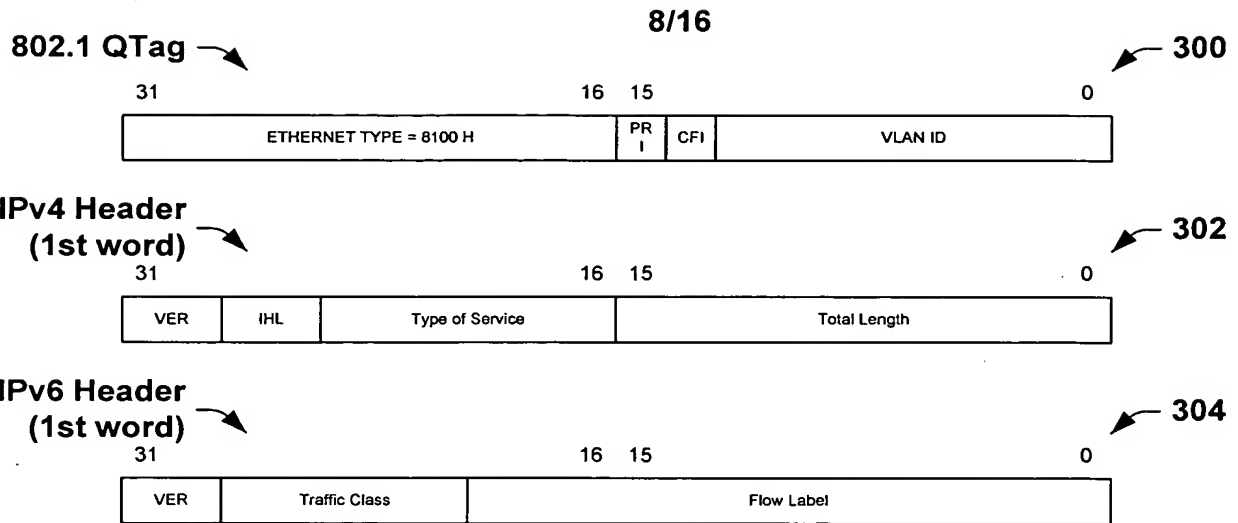 8/16
802.1 QTag
300
31 16 15 0
ETHERNET TYPE = 8100 H PR I CFI VLAN ID
IPv4 Header
(1st word)
302
31 16 15 0
VER IHL Type of Service Total Length
IPv6 Header
(1st word)
304
31 16 15 0
VER Traffic Class Flow Label